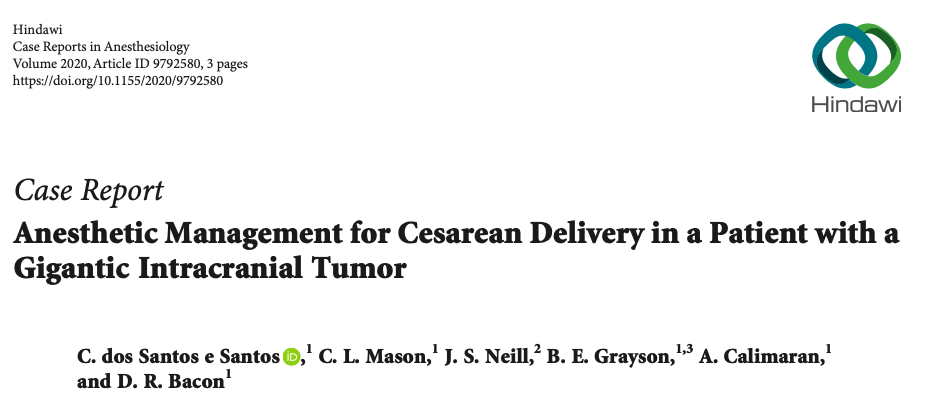 Hindawi
Case Reports in Anesthesiology
Volume 2020, Article ID 9792580, 3 pages
https://doi.org/10.1155/2020/9792580
Hindawi
Case Report
Anesthetic Management for Cesarean Delivery in a Patient with a
Gigantic Intracranial Tumor
C. dos Santos e Santos iD,1 C. L. Mason,1 J. S. Neill,2 B. E. Grayson,1,3 A. Calimaran,1
and D. R. Bacon1